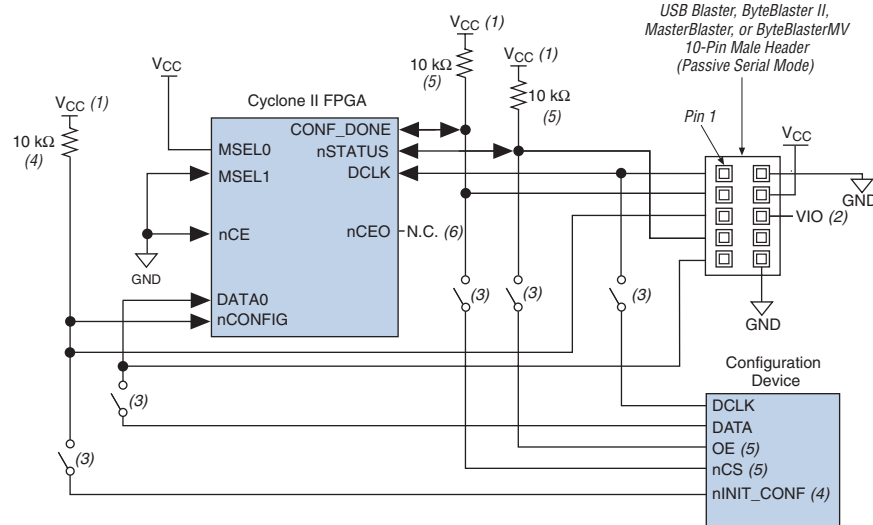 USB Blaster, ByteBlaster II,
MasterBlaster, or ByteBlasterMV
10-Pin Male Header
(Passive Serial Mode)
VCC (1)
VCC (1)
10 kΩ
(5)
10 kΩ
(5)
VCC
VCC (1)
10 kΩ
(4)
Cyclone II FPGA
CONF_DONE
nSTATUS
DCLK
MSEL0
MSEL1
nCE
nCEO
N.C. (6)
DATA0
nCONFIG
GND
Pin 1
VCC
GND
VIO (2)
GND
(3)
(3)
(3)
(3)
(3)
Configuration
Device
DCLK
DATA
OE (5)
nCS (5)
nINIT_CONF (4)